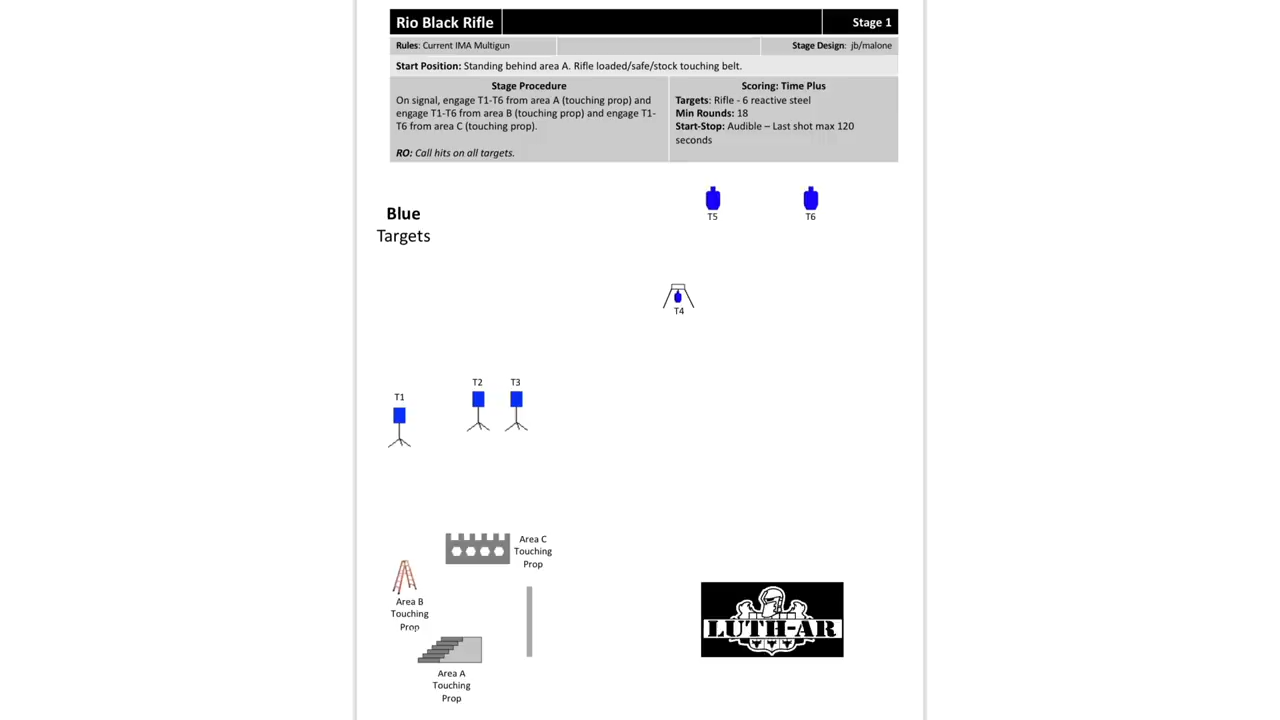 Rio Black Rifle
Stage 1
Rules: Current IMA Multigun
Stage Design: jb/malone
Start Position: Standing behind area A. Rifle loaded/safe/stock touching belt.
Stage Procedure
On signal, engage T1-T6 from area A (touching prop) and
engage T1-T6 from area B (touching prop) and engage T1-
T6 from area C (touching prop).
RO: Call hits on all targets.
Scoring: Time Plus
Targets: Rifle - 6 reactive steel
Min Rounds: 18
Start-Stop: Audible – Last shot max 120
seconds
Blue
Targets
T5
T6
T4
T2
T3
T1
Area C
Touching
Prop
Area B
Touching
Prop
LUTH-AR
Area A
Touching
Prop